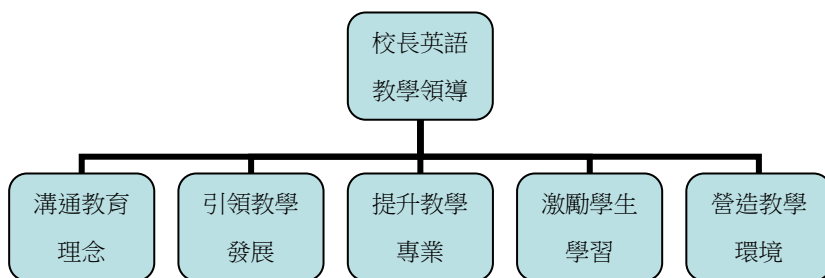 校長英語
教學領導
溝通教育
理念
引領教學
發展
提升教學
專業
激勵學生
學習
營造教學
環境